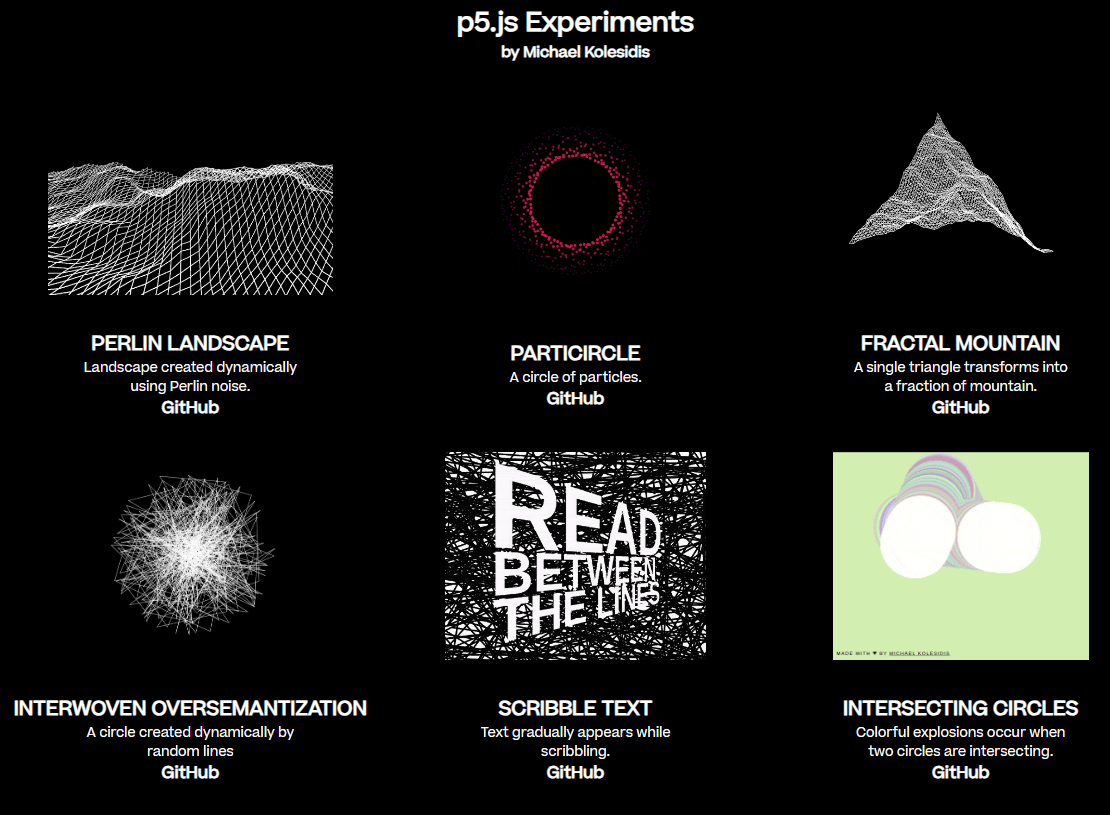 p5.js Experiments
by Michael Kolesidis
PERLIN LANDSCAPE
Landscape created dynamically
using Perlin noise.
GitHub
PARTICIRCLE
A circle of particles.
GitHub
FRACTAL MOUNTAIN
A single triangle transforms into
a fraction of mountain.
GitHub
INTERWOVEN OVERSEMANTIZATION
A circle created dynamically by
random lines
GitHub
READ
BETWEEN
THE LINES
SCRIBBLE TEXT
Text gradually appears while
scribbling.
GitHub
MADE WITH ♥ BY MICHAEL KOLESIDIS
INTERSECTING CIRCLES
Colorful explosions occur when
two circles are intersecting.
GitHub